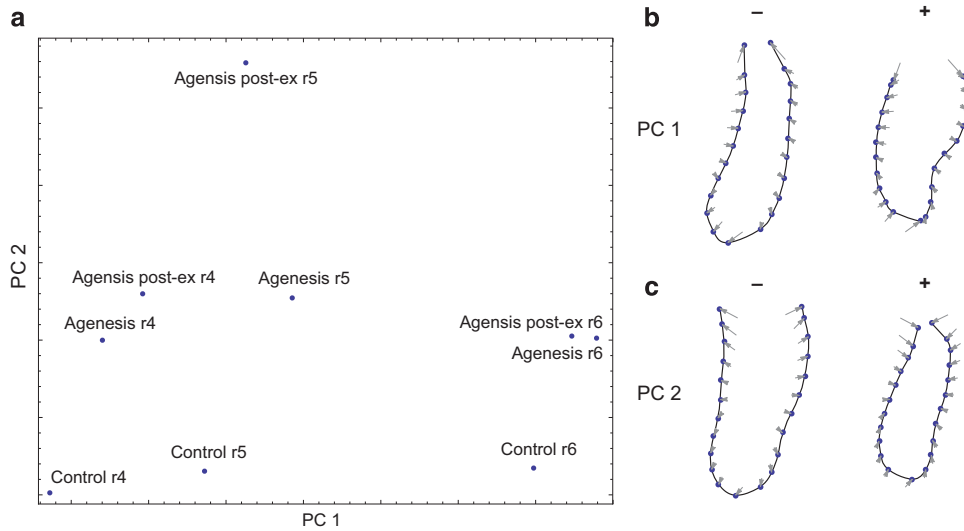 a
Agensis post-ex r5
Agensis post-ex r4
Agenesis r5
Agenesis r4
Agensis post-ex r6
Agenesis r6
Control r5
Control r6
Control r4
PC 2
PC 1
b
– +
PC 1
c
– +
PC 2